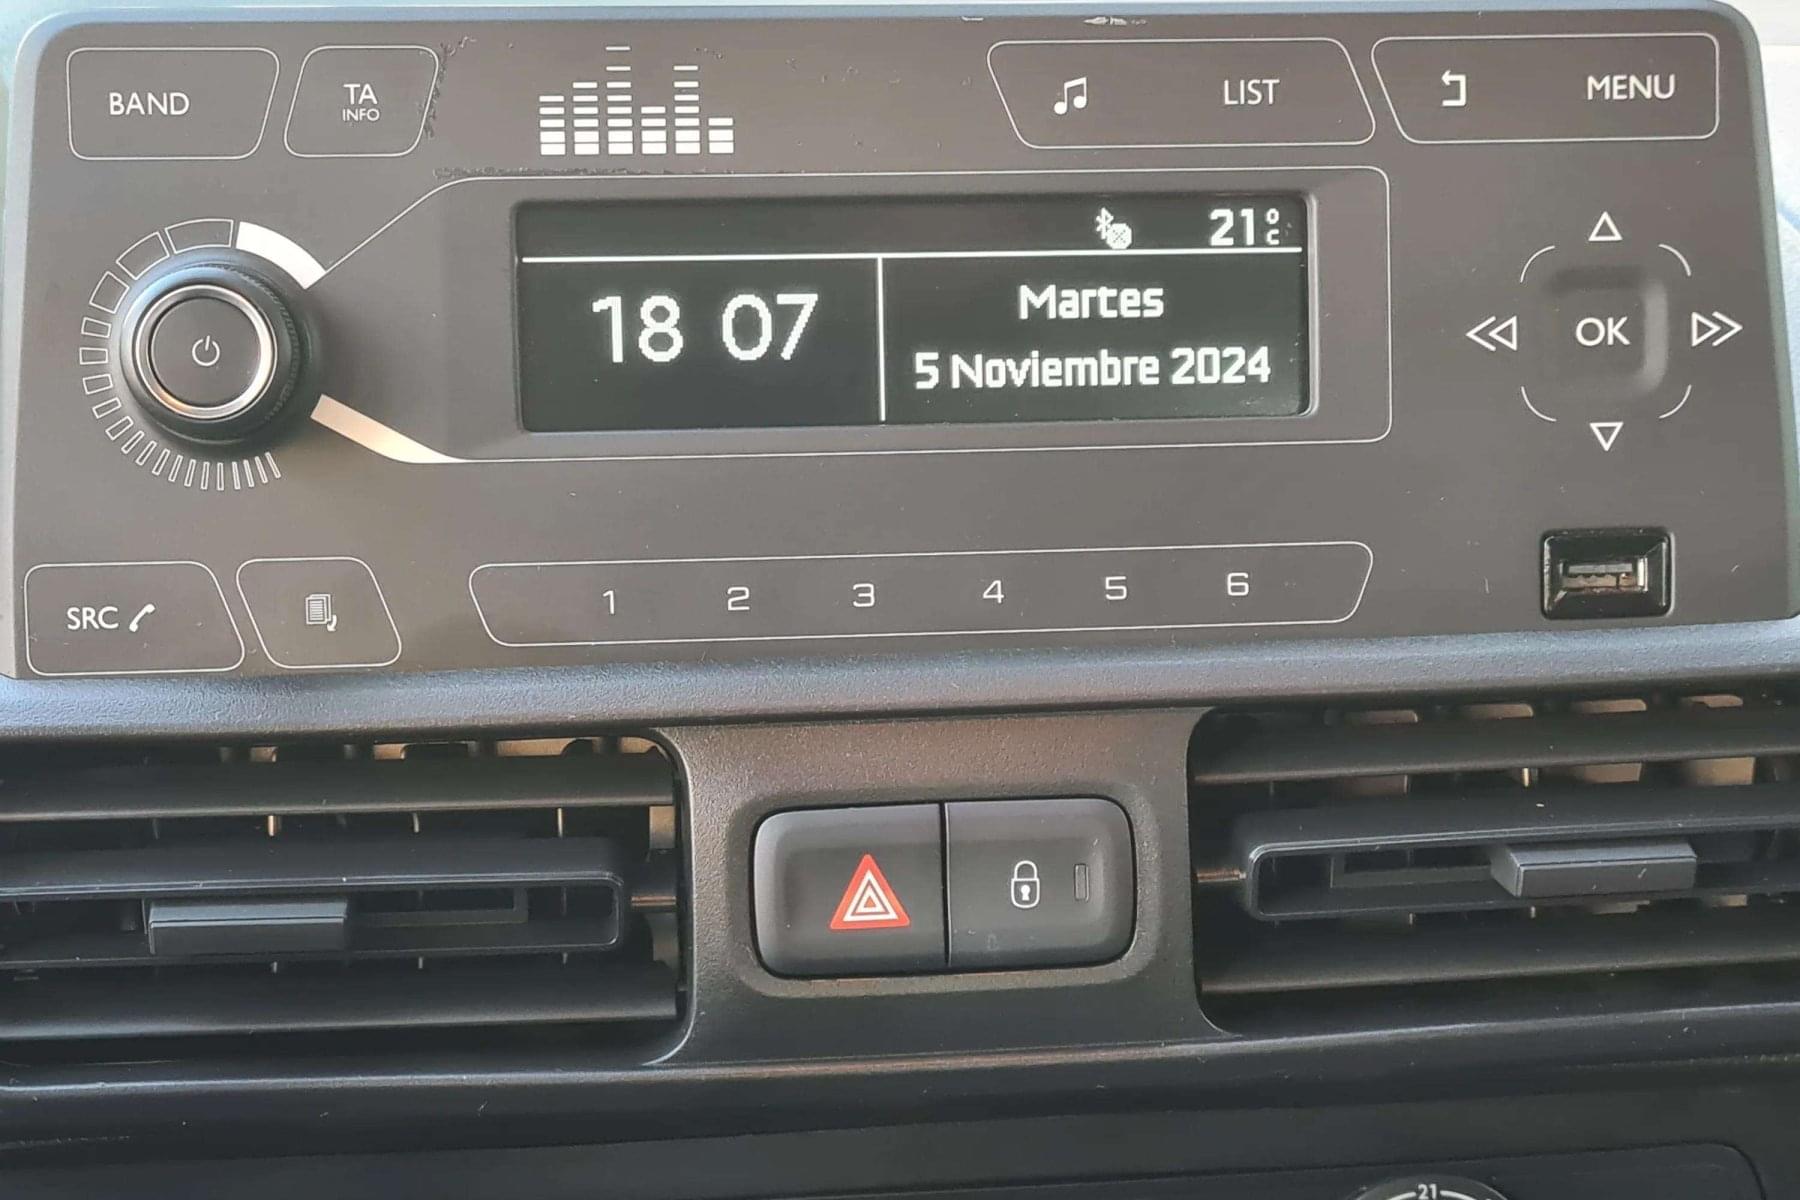 BAND
TA
INFO
LIST
MENU
21°C
18 07
Martes
5 Noviembre 2024
OK
SRC
1 2 3 4 5 6
21